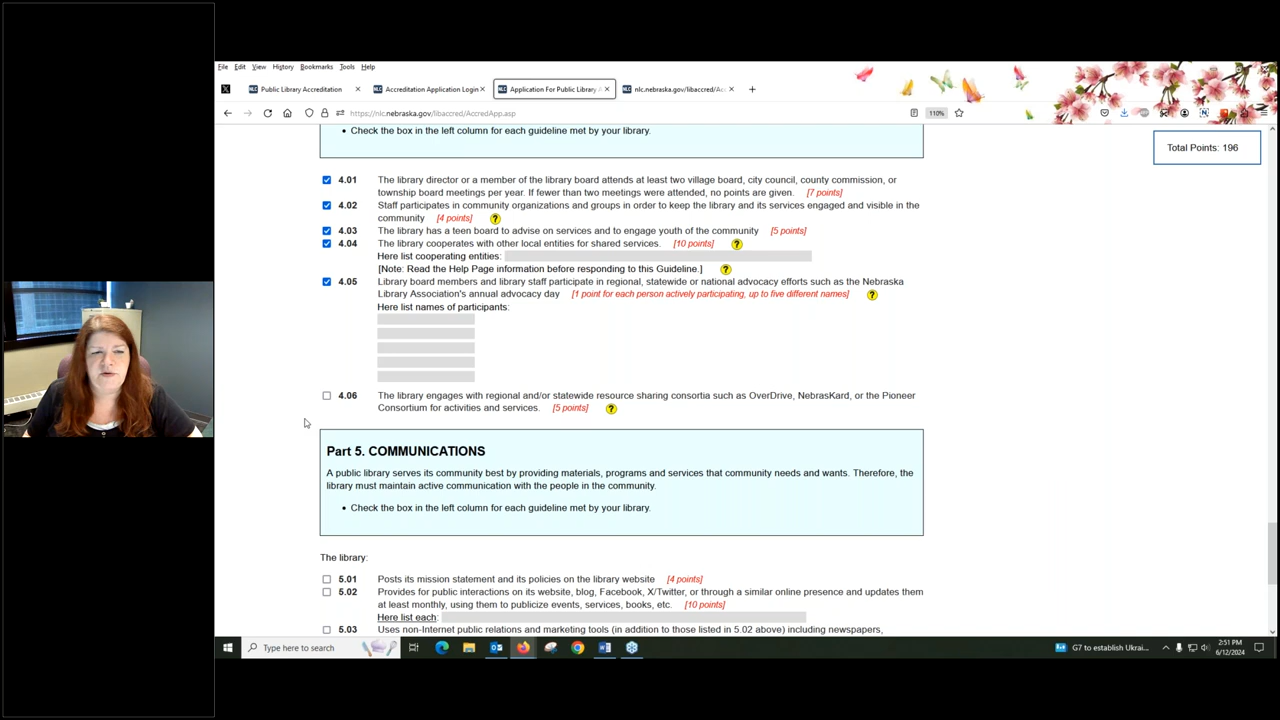 File Edit View History Bookmarks Tools Help
Public Library Accreditation
Accreditation Application Login
Application For Public Library A
nlc.nebraska.gov/libaccred/Acc
https://nlc.nebraska.gov/libaccred/AccredApp.asp
110%
• Check the box in the left column for each guideline met by your library.
Total Points: 196
4.01 The library director or a member of the library board attends at least two village board, city council, county commission, or
township board meetings per year. If fewer than two meetings were attended, no points are given. [7 points]
4.02 Staff participates in community organizations and groups in order to keep the library and its services engaged and visible in the
community [4 points] ?
4.03 The library has a teen board to advise on services and to engage youth of the community [5 points]
4.04 The library cooperates with other local entities for shared services. [10 points] ?
Here list cooperating entities:
[Note: Read the Help Page information before responding to this Guideline.] ?
4.05 Library board members and library staff participate in regional, statewide or national advocacy efforts such as the Nebraska
Library Association's annual advocacy day [1 point for each person actively participating, up to five different names] ?
Here list names of participants:
4.06 The library engages with regional and/or statewide resource sharing consortia such as OverDrive, NebrasKard, or the Pioneer
Consortium for activities and services. [5 points] ?
Part 5. COMMUNICATIONS
A public library serves its community best by providing materials, programs and services that community needs and wants. Therefore, the
library must maintain active communication with the people in the community.
• Check the box in the left column for each guideline met by your library.
The library:
5.01 Posts its mission statement and its policies on the library website [4 points]
5.02 Provides for public interactions on its website, blog, Facebook, X/Twitter, or through a similar online presence and updates them
at least monthly, using them to publicize events, services, books, etc. [10 points]
Here list each:
5.03 Uses non-Internet public relations and marketing tools (in addition to those listed in 5.02 above) including newspapers,
Type here to search
G7 to establish Ukrai...
2:51 PM
6/12/2024